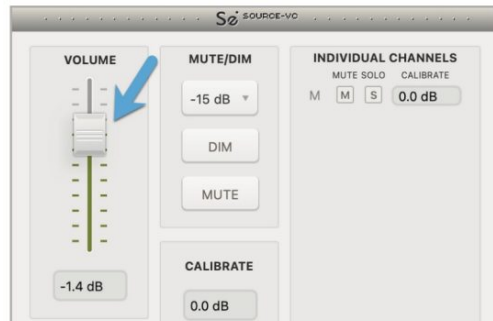 Se SOURCE-VC
VOLUME
-1.4 dB
MUTE/DIM
-15 dB
DIM
MUTE
CALIBRATE
0.0 dB
INDIVIDUAL CHANNELS
MUTE SOLO CALIBRATE
M M S 0.0 dB